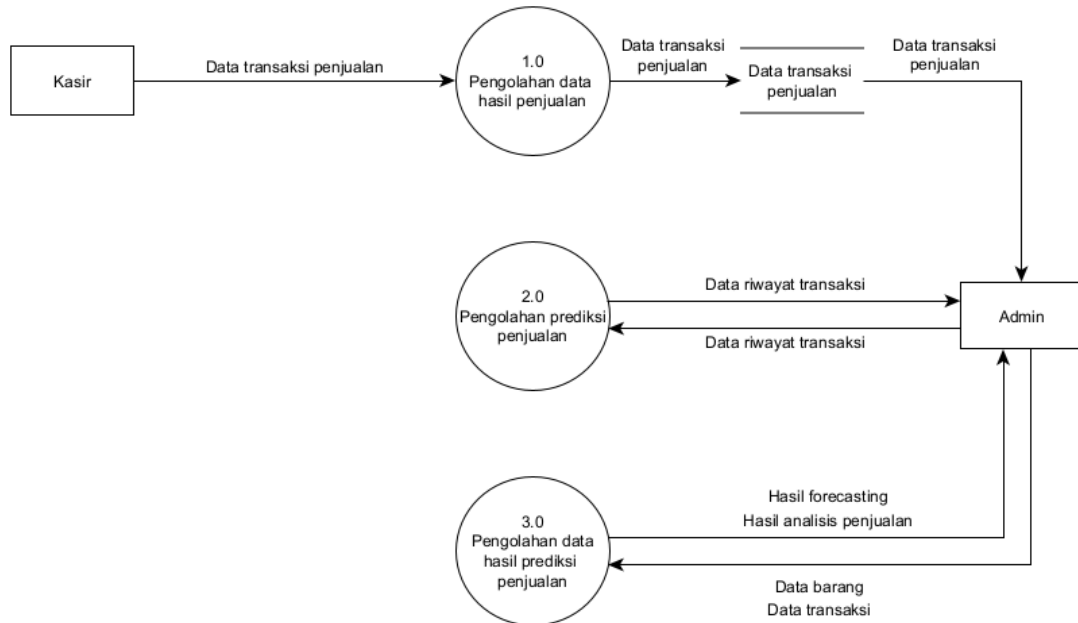 Kasir
Data transaksi penjualan
1.0
Pengolahan data
hasil penjualan
Data transaksi
penjualan
Data transaksi
penjualan
Data transaksi
penjualan
2.0
Pengolahan prediksi
penjualan
Data riwayat transaksi
Data riwayat transaksi
Admin
3.0
Pengolahan data
hasil prediksi
penjualan
Hasil forecasting
Hasil analisis penjualan
Data barang
Data transaksi